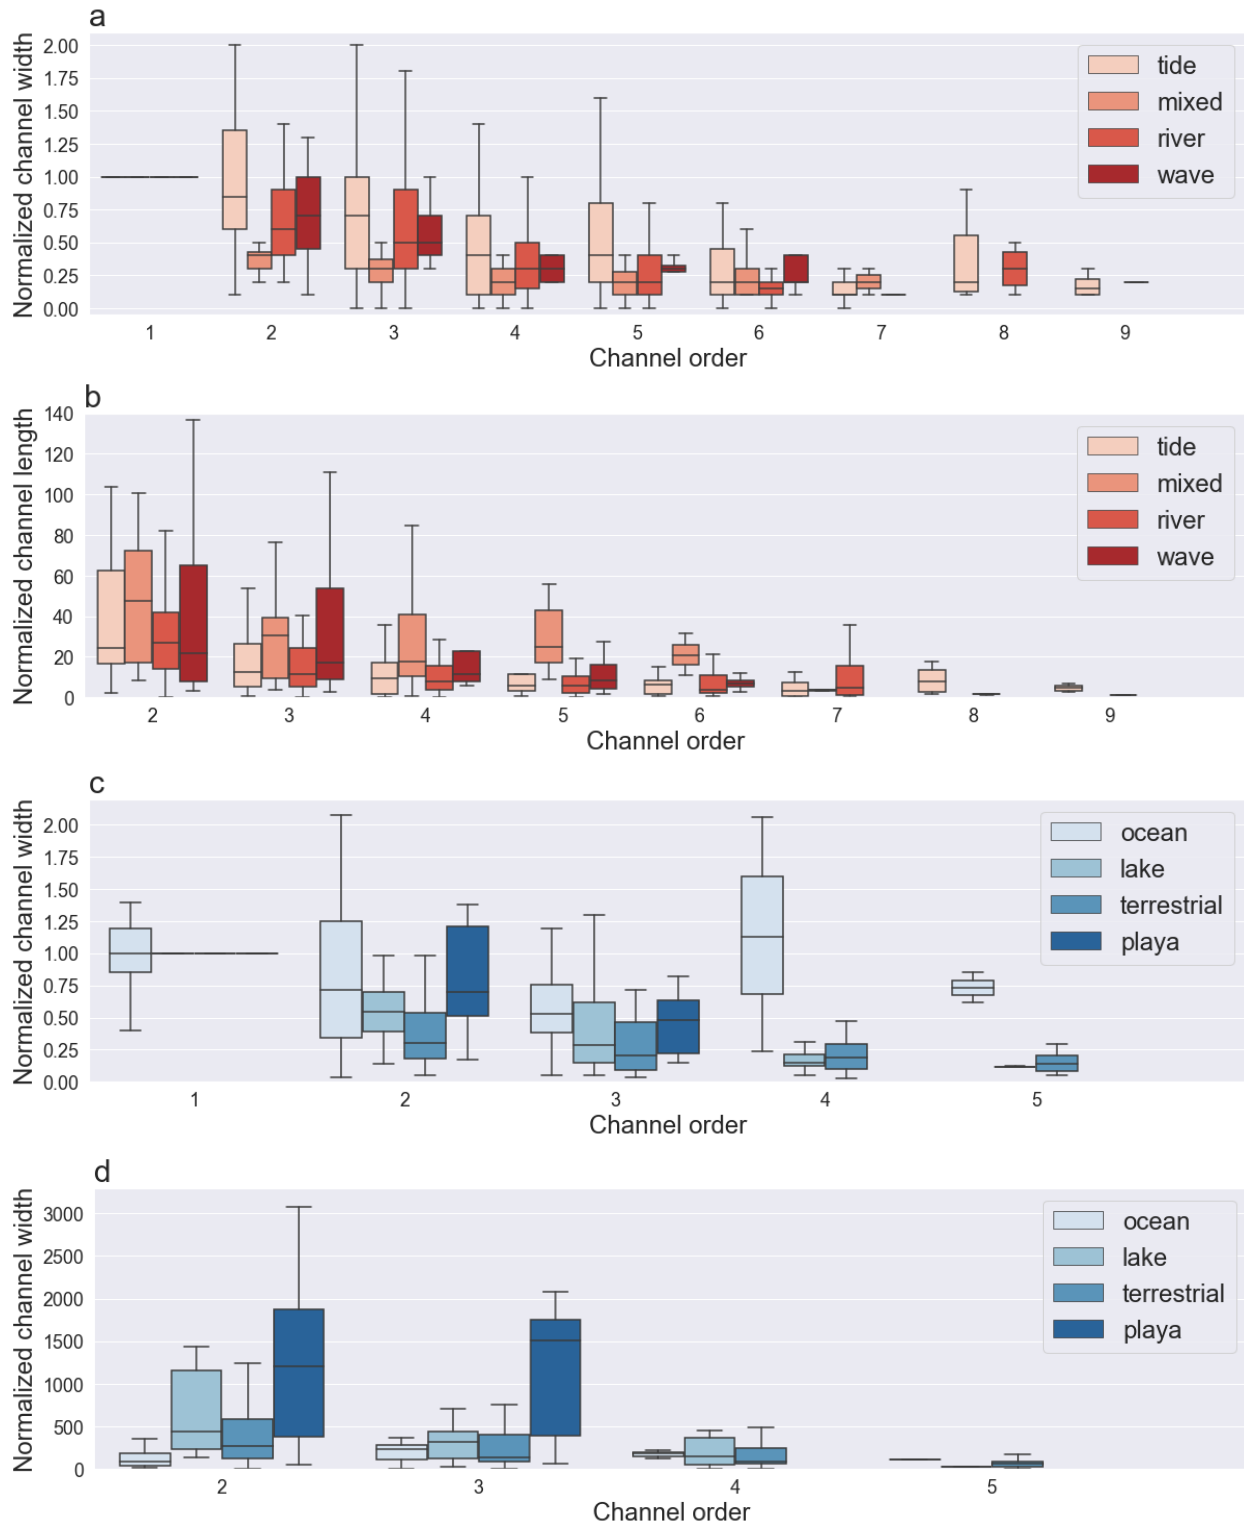 a
Normalized channel width
2.00
1.75
1.50
1.25
1.00
0.75
0.50
0.25
0.00
tide
mixed
river
wave
1 2 3 4 5 6 7 8 9
Channel order
b
Normalized channel length
140
120
100
80
60
40
20
0
tide
mixed
river
wave
2 3 4 5 6 7 8 9
Channel order
c
Normalized channel width
2.00
1.75
1.50
1.25
1.00
0.75
0.50
0.25
0.00
ocean
lake
terrestrial
playa
1 2 3 4 5
Channel order
d
Normalized channel width
3000
2500
2000
1500
1000
500
0
ocean
lake
terrestrial
playa
2 3 4 5
Channel order